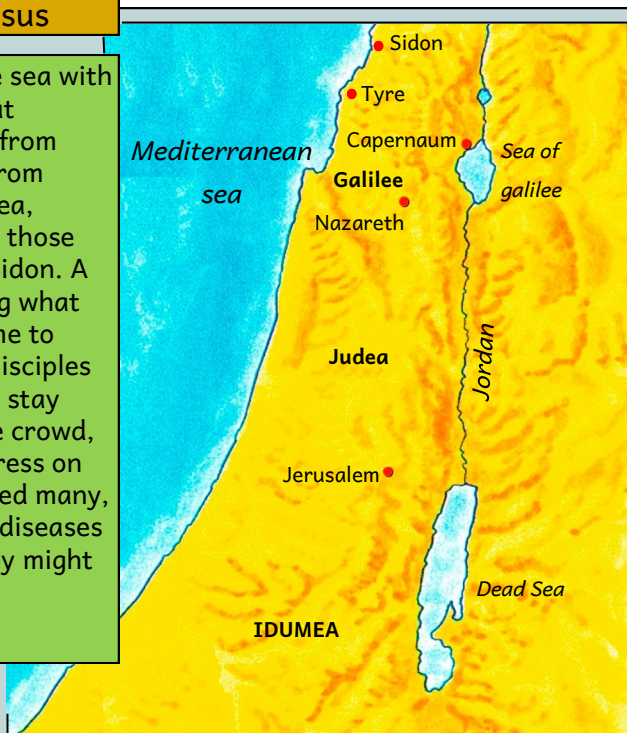 sus
e sea with
at
from
rom
ea,
those
idon. A
g what
me to
isciples
stay
e crowd,
ress on
ed many,
diseases
y might
Sidon
Tyre
Capernaum
Mediterranean
sea
Sea of
galilee
Galilee
Nazareth
Judea
Jordan
Jerusalem
Dead Sea
IDUMEA